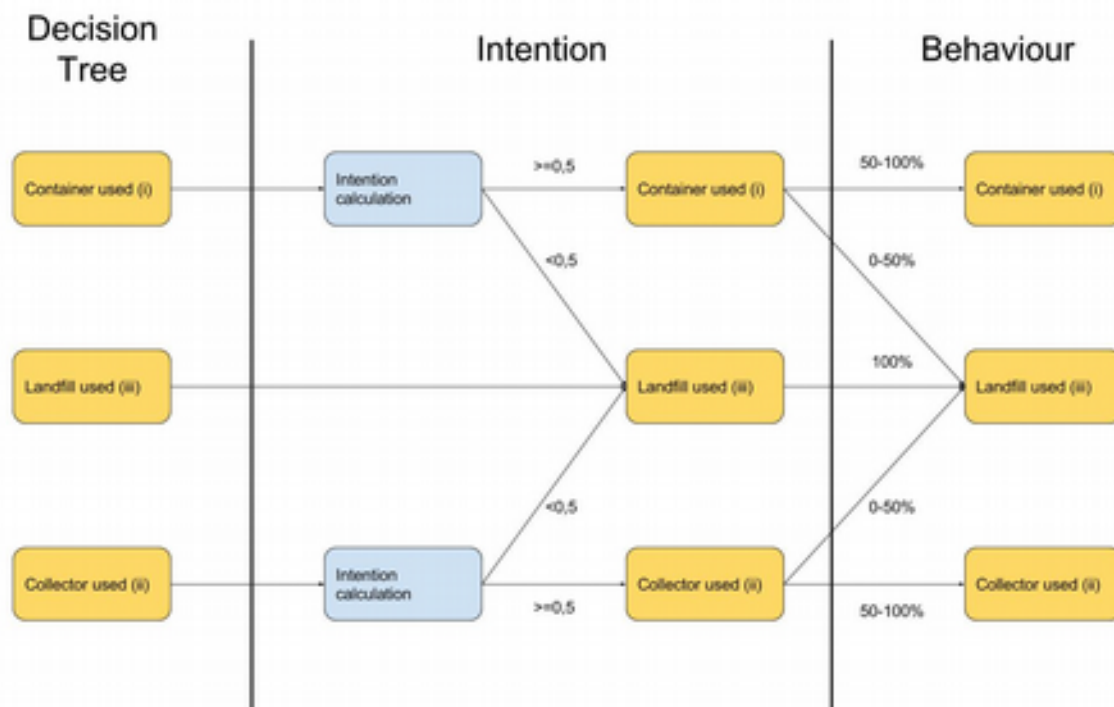 Decision
Tree
Intention
Behaviour
Container used (i)
Intention
calculation
>=0,5
Container used (i)
50-100%
Container used (i)
<0,5
0-50%
Landfill used (iii)
Landfill used (iii)
100%
Landfill used (iii)
<0,5
0-50%
Collector used (ii)
Intention
calculation
>=0,5
Collector used (ii)
50-100%
Collector used (ii)